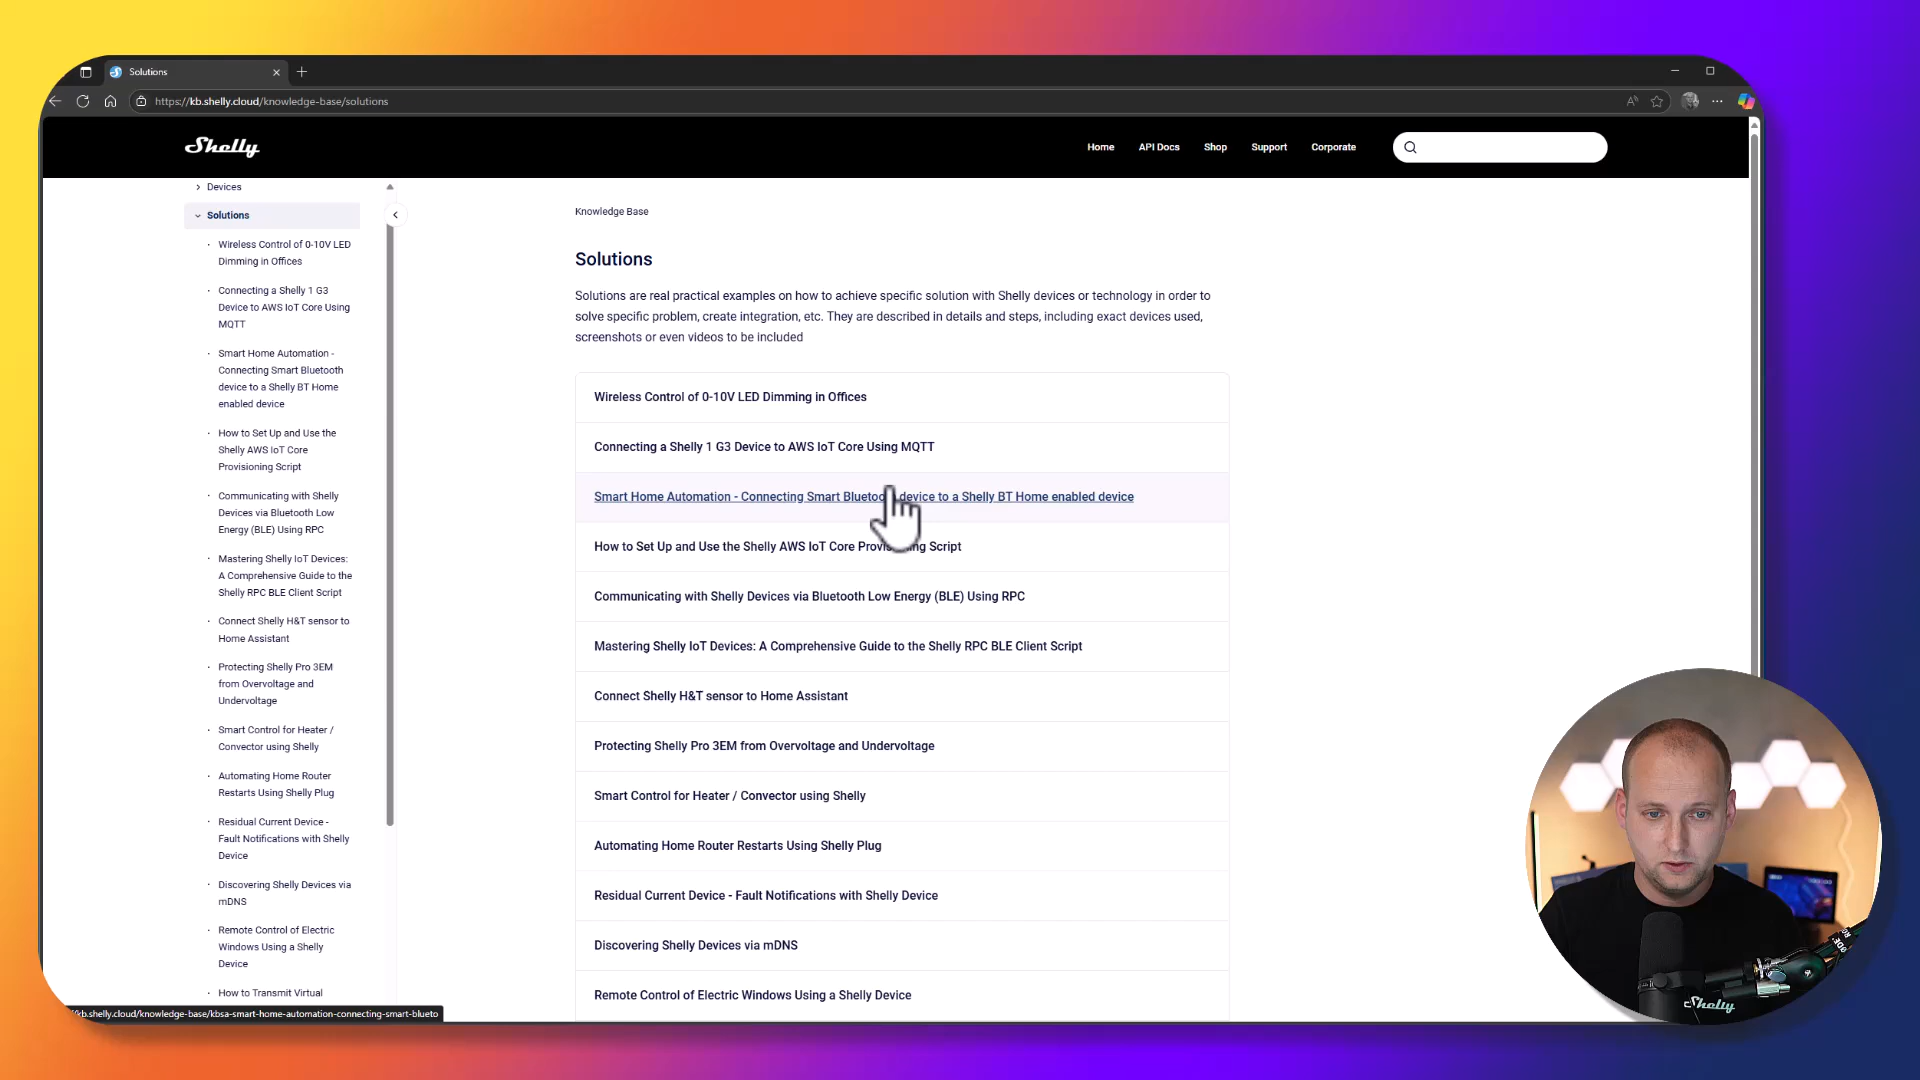 Solutions
https://kb.shelly.cloud/knowledge-base/solutions
Shelly
Home
API Docs
Shop
Support
Corporate
Devices
Solutions
Wireless Control of 0-10V LED
Dimming in Offices
Connecting a Shelly 1 G3
Device to AWS IoT Core Using
MQTT
Smart Home Automation -
Connecting Smart Bluetooth
device to a Shelly BT Home
enabled device
How to Set Up and Use the
Shelly AWS IoT Core
Provisioning Script
Communicating with Shelly
Devices via Bluetooth Low
Energy (BLE) Using RPC
Mastering Shelly IoT Devices:
A Comprehensive Guide to the
Shelly RPC BLE Client Script
Connect Shelly H&T sensor to
Home Assistant
Protecting Shelly Pro 3EM
from Overvoltage and
Undervoltage
Smart Control for Heater /
Convector using Shelly
Automating Home Router
Restarts Using Shelly Plug
Residual Current Device -
Fault Notifications with Shelly
Device
Discovering Shelly Devices via
mDNS
Remote Control of Electric
Windows Using a Shelly
Device
How to Transmit Virtual
Knowledge Base
Solutions
Solutions are real practical examples on how to achieve specific solution with Shelly devices or technology in order to
solve specific problem, create integration, etc. They are described in details and steps, including exact devices used,
screenshots or even videos to be included
Wireless Control of 0-10V LED Dimming in Offices
Connecting a Shelly 1 G3 Device to AWS IoT Core Using MQTT
Smart Home Automation - Connecting Smart Bluetooth device to a Shelly BT Home enabled device
How to Set Up and Use the Shelly AWS IoT Core Provisioning Script
Communicating with Shelly Devices via Bluetooth Low Energy (BLE) Using RPC
Mastering Shelly IoT Devices: A Comprehensive Guide to the Shelly RPC BLE Client Script
Connect Shelly H&T sensor to Home Assistant
Protecting Shelly Pro 3EM from Overvoltage and Undervoltage
Smart Control for Heater / Convector using Shelly
Automating Home Router Restarts Using Shelly Plug
Residual Current Device - Fault Notifications with Shelly Device
Discovering Shelly Devices via mDNS
Remote Control of Electric Windows Using a Shelly Device
kb.shelly.cloud/knowledge-base/kbsa-smart-home-automation-connecting-smart-blueto
Shelly